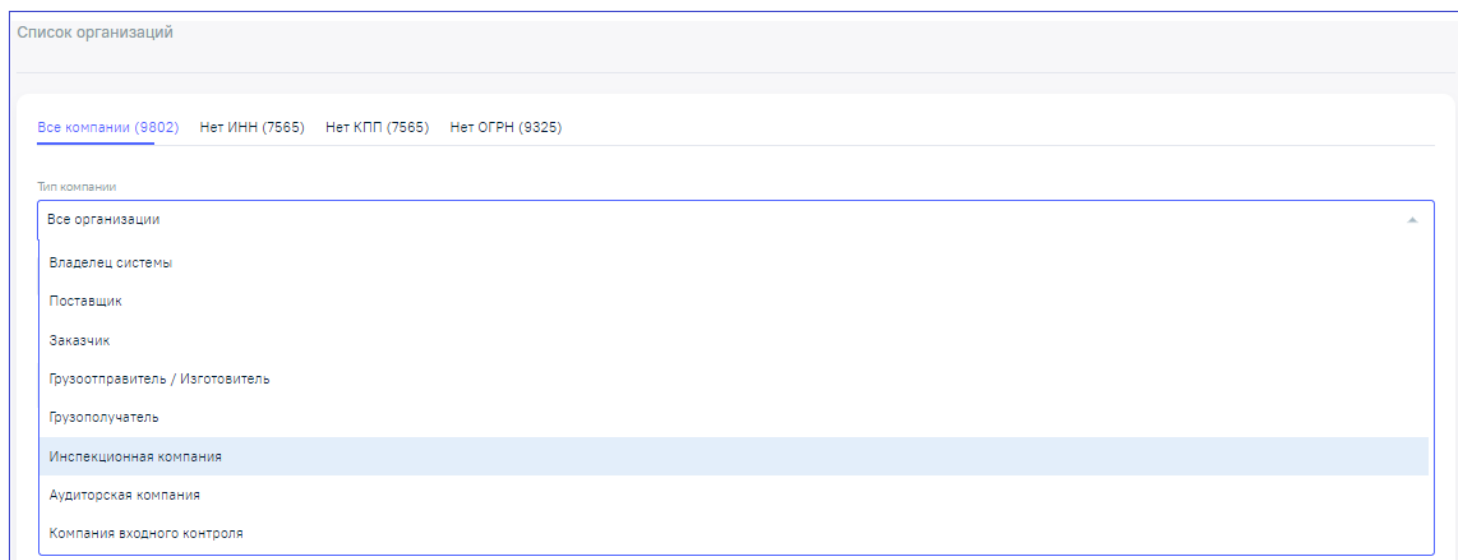 Список организаций
Все компании (9802) Нет ИНН (7565) Нет КПП (7565) Нет ОГРН (9325)
Тип компании
Все организации
Владелец системы
Поставщик
Заказчик
Грузоотправитель / Изготовитель
Грузополучатель
Инспекционная компания
Аудиторская компания
Компания входного контроля